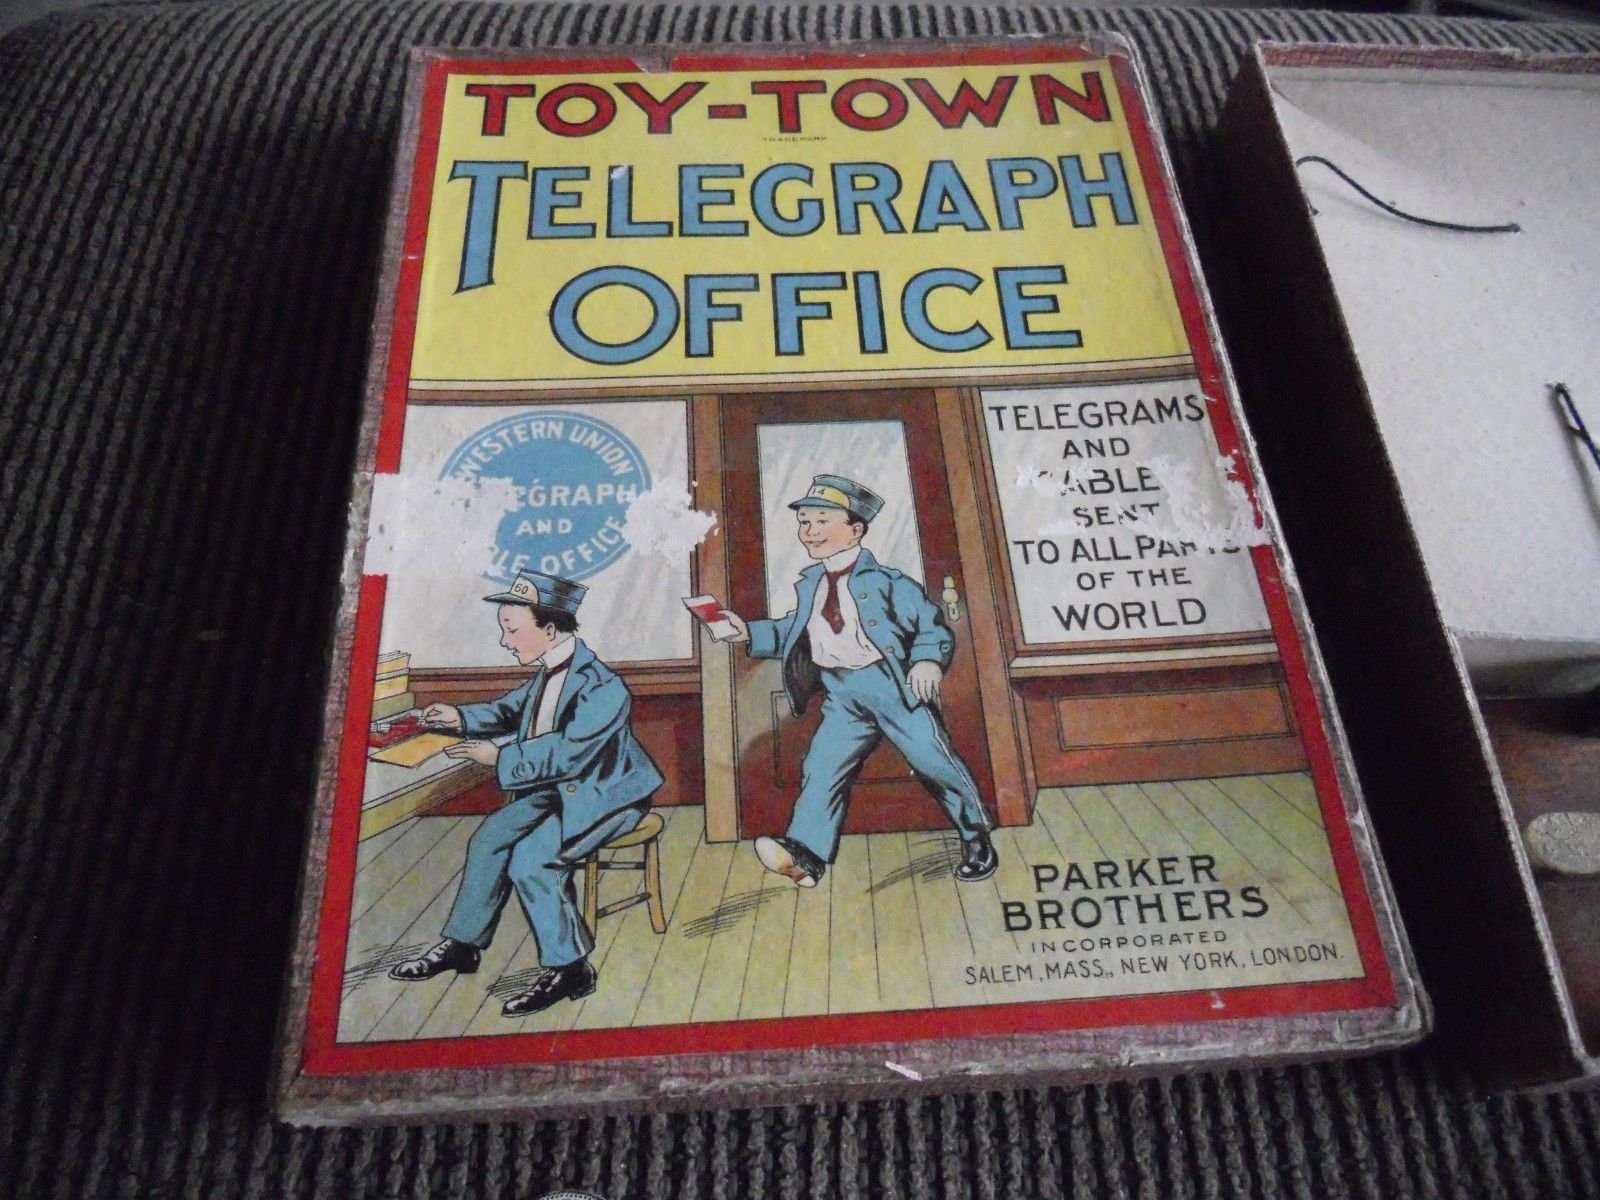 TOY-TOWN
TRADEMARK
TELEGRAPH
OFFICE
WESTERN UNION
AND
OFFICE
TELEGRAMS
AND
SENT
TO ALL
OF THE
WORLD
14
60
PARKER
BROTHERS
INCORPORATED
SALEM, MASS., NEW YORK, LONDON.